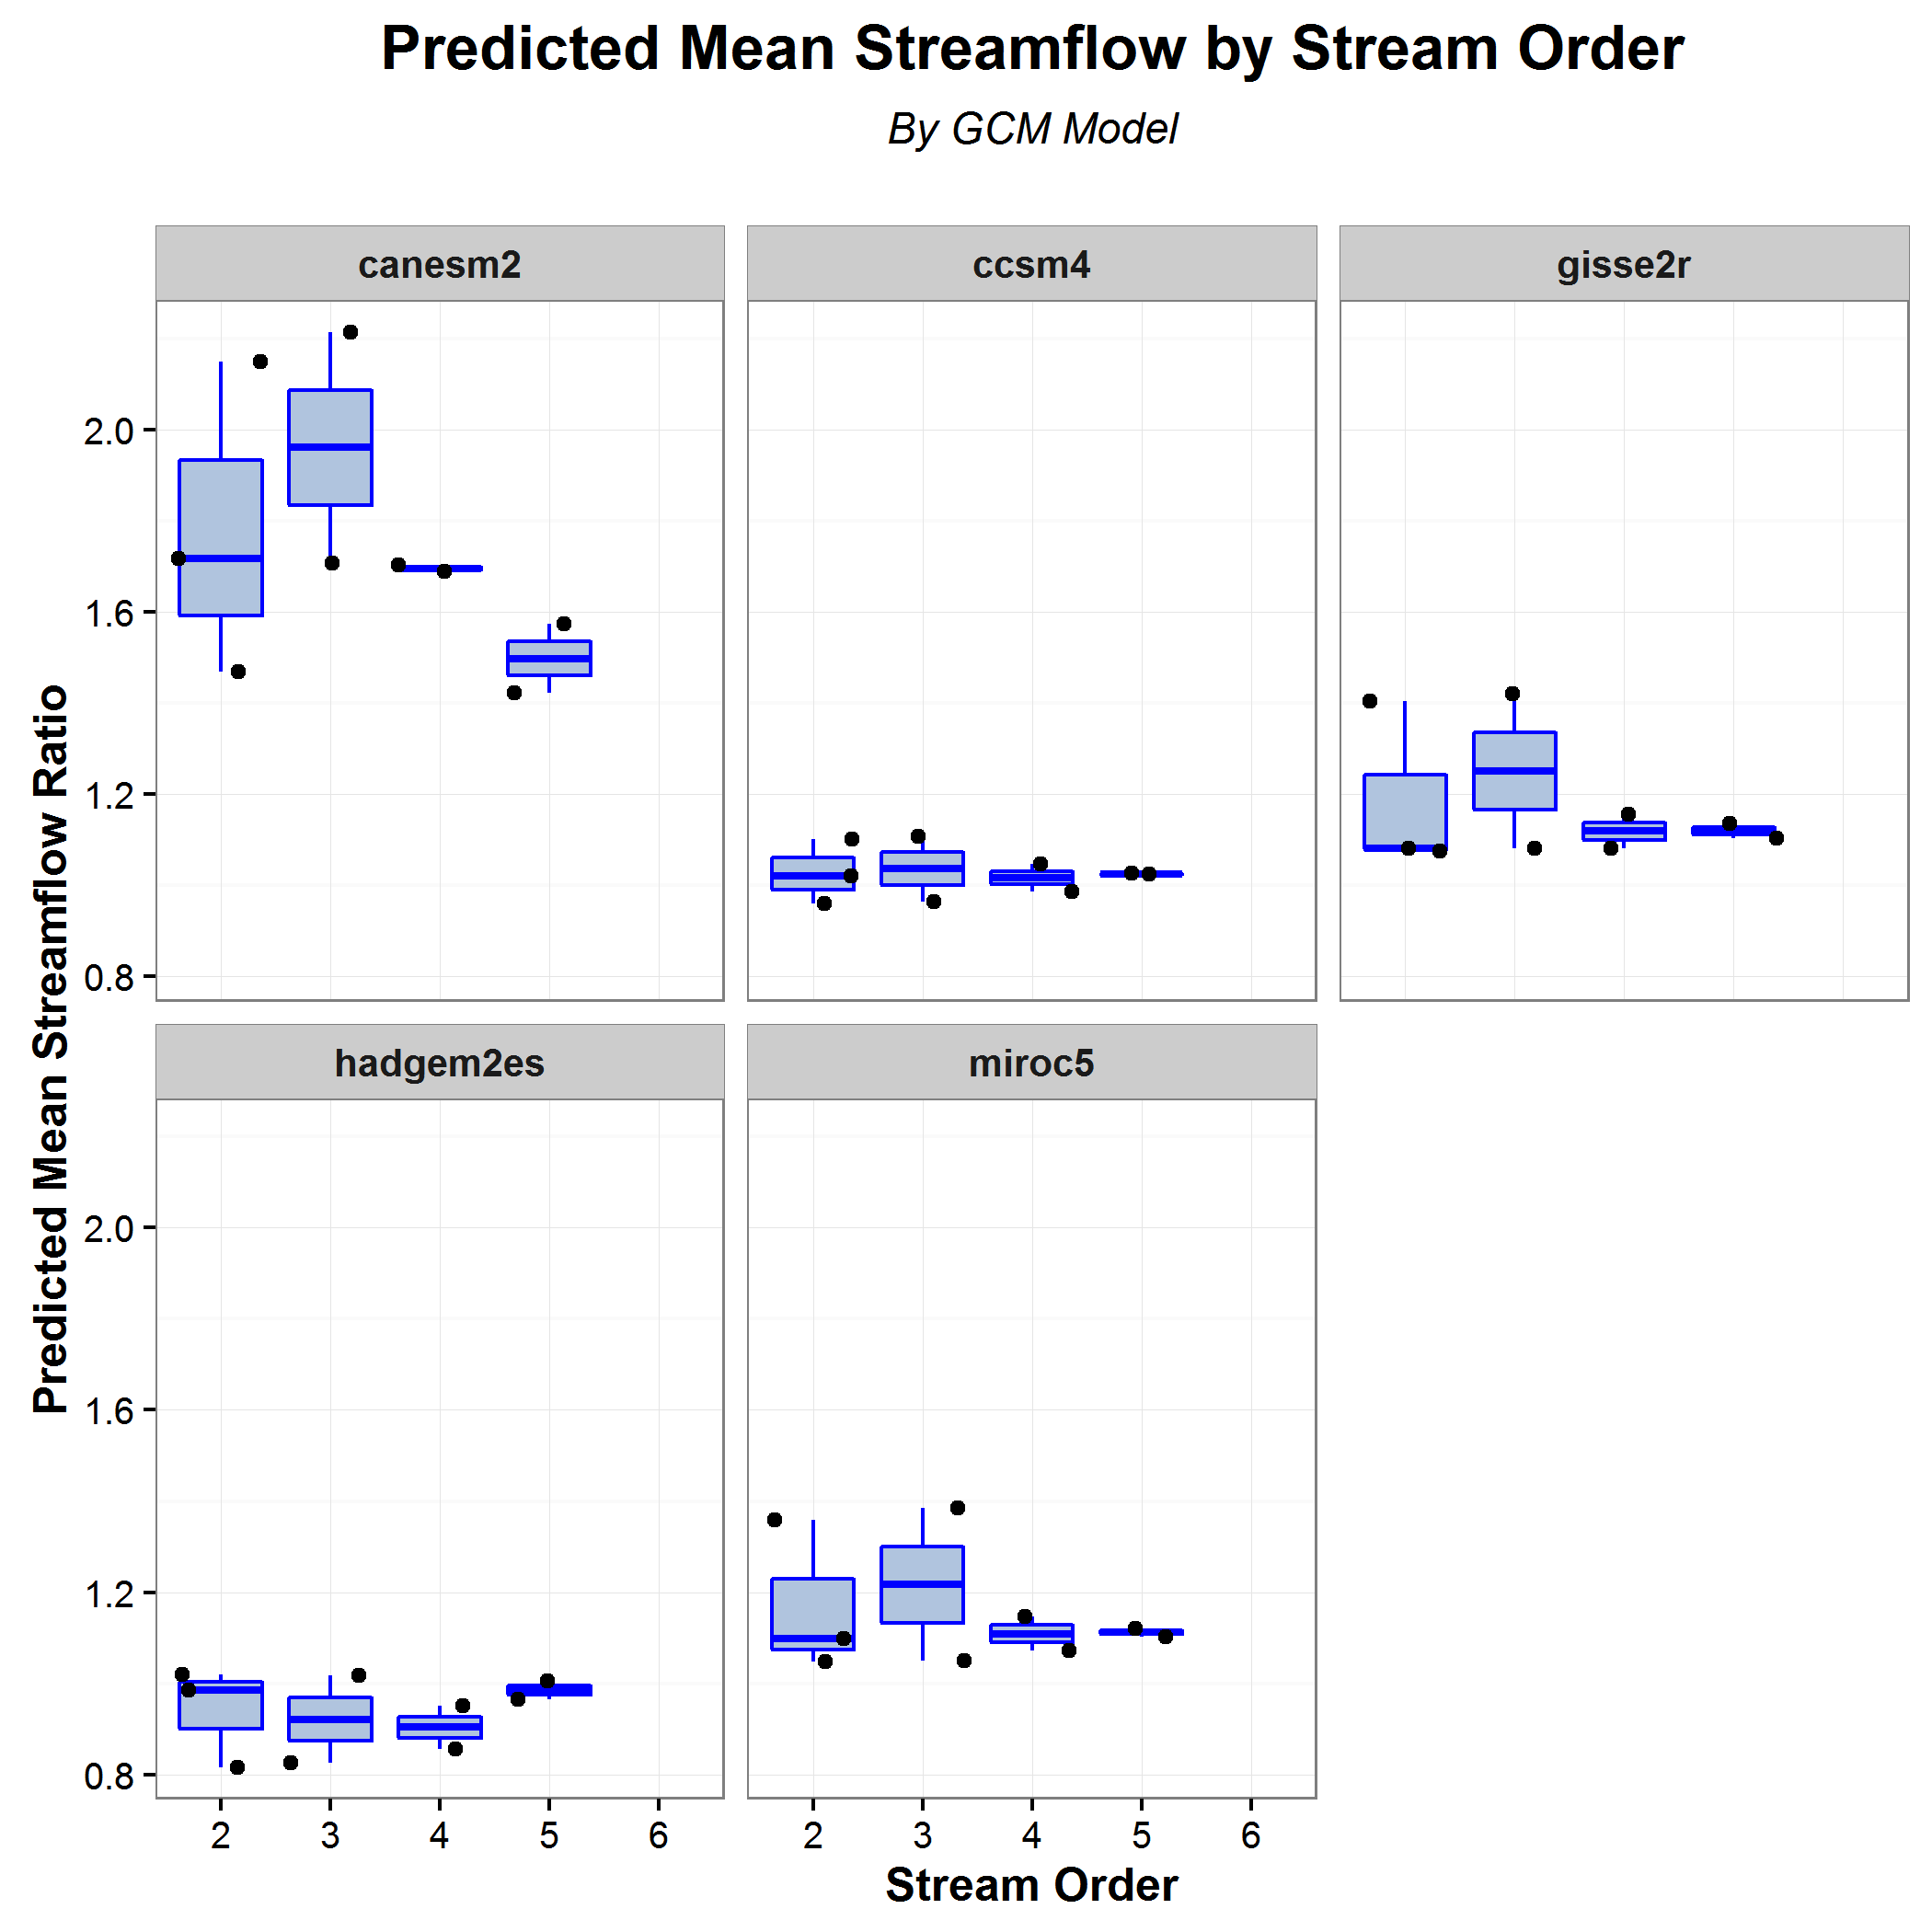 Predicted Mean Streamflow by Stream Order
By GCM Model
canesm2
ccsm4
gisse2r
2.0
1.6
1.2
0.8
Predicted Mean Streamflow Ratio
hadgem2es
miroc5
2.0
1.6
1.2
0.8
2 3 4 5 6
2 3 4 5 6
Stream Order